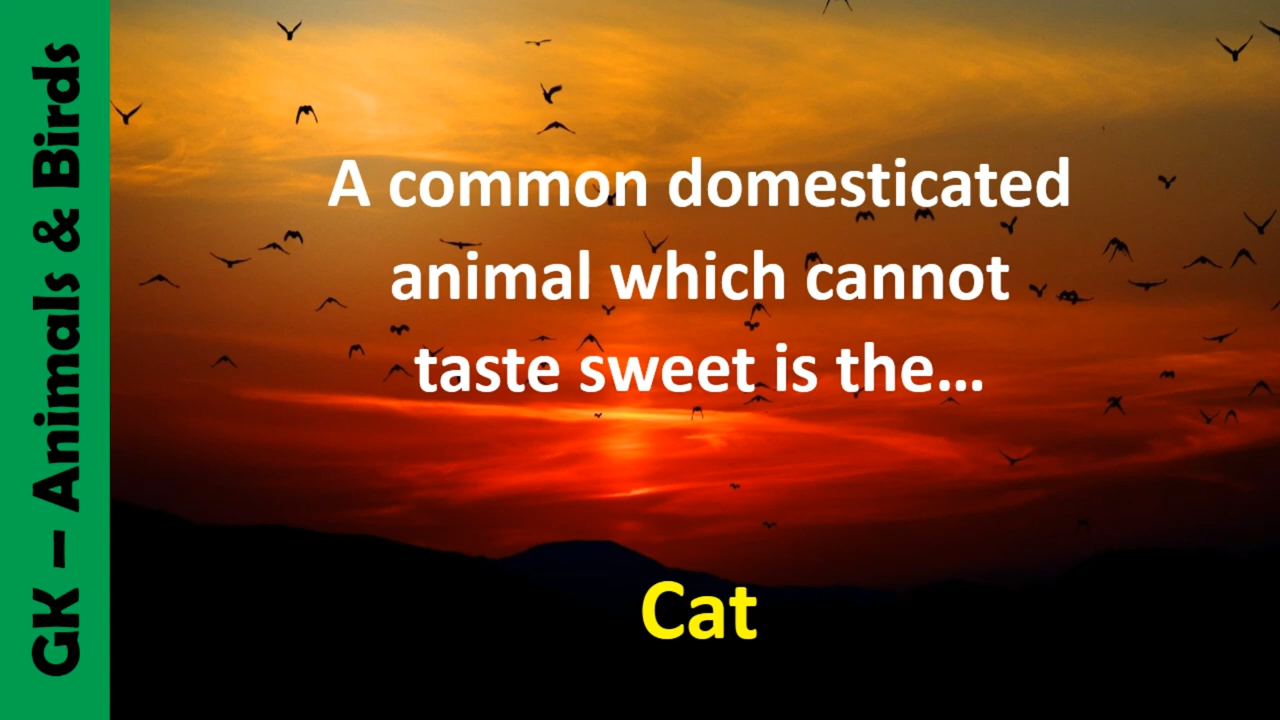 GK – Animals & Birds
A common domesticated
animal which cannot
taste sweet is the…
Cat